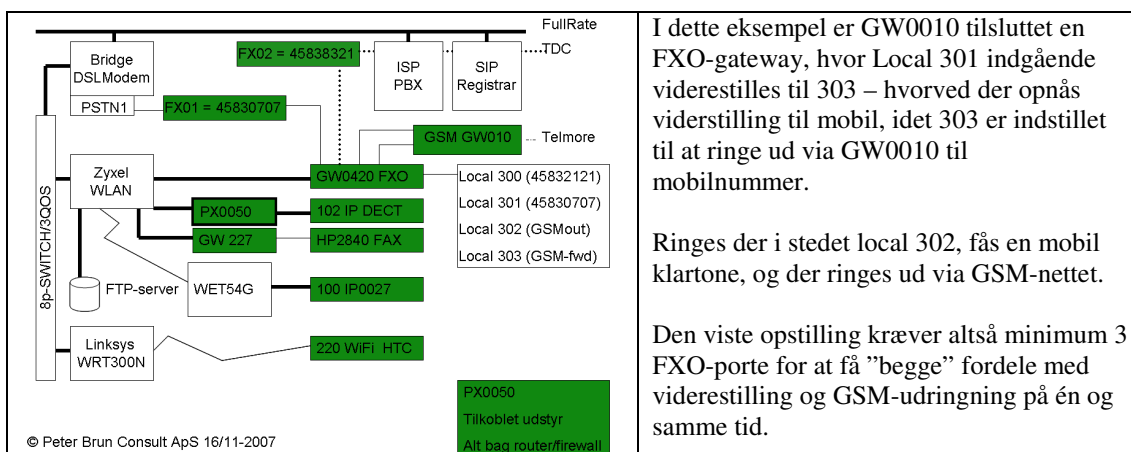 FullRate
TDC
Bridge
DSLModem
FX02 = 45838321
ISP
PBX
SIP
Registrar
PSTN1
FX01 = 45830707
GSM GW010
Telmore
8p-SWITCH/3QOS
Zyxel
WLAN
GW0420 FXO
Local 300 (45832121)
Local 301 (45830707)
Local 302 (GSMout)
Local 303 (GSM-fwd)
PX0050
102 IP DECT
GW 227
HP2840 FAX
FTP-server
WET54G
100 IP0027
Linksys
WRT300N
220 WiFi HTC
PX0050
Tilkoblet udstyr
Alt bag router/firewall
© Peter Brun Consult ApS 16/11-2007
I dette eksempel er GW0010 tilsluttet en
FXO-gateway, hvor Local 301 indgående
viderestilles til 303 – hvorved der opnås
viderstilling til mobil, idet 303 er indstillet
til at ringe ud via GW0010 til
mobilnummer.
Ringes der i stedet local 302, fås en mobil
klartone, og der ringes ud via GSM-nettet.
Den viste opstilling kræver altså minimum 3
FXO-porte for at få ”begge” fordele med
viderestilling og GSM-udringning på én og
samme tid.